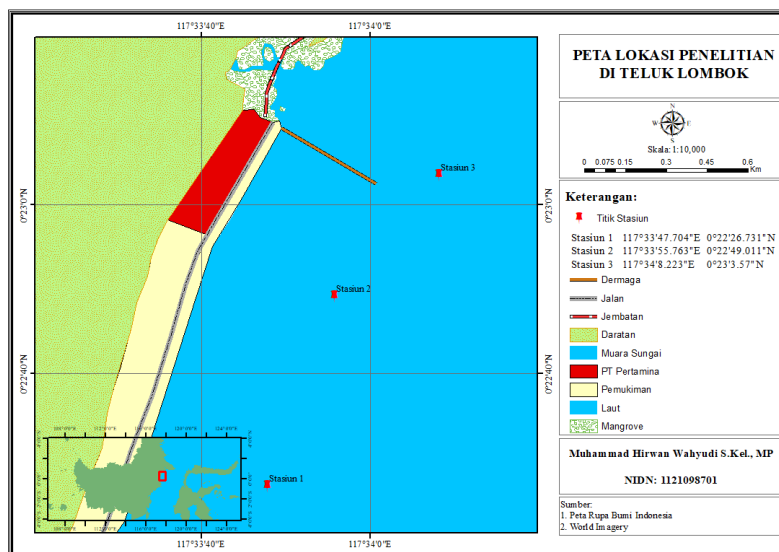 117°33'40"E
117°34'0"E
0°23'0"N
0°22'40"N
0°23'0"N
0°22'40"N
117°33'40"E
117°34'0"E
Stasiun 3
Stasiun 2
Stasiun 1
PETA LOKASI PENELITIAN
DI TELUK LOMBOK
N
W
E
S
Skala: 1:10,000
0 0.075 0.15 0.3 0.45 0.6
Km
Keterangan:
Titik Stasiun
Stasiun 1 117°33'47.704"E 0°22'26.731"N
Stasiun 2 117°33'55.763"E 0°22'49.011"N
Stasiun 3 117°34'8.223"E 0°23'3.57"N
Dermaga
Jalan
Jembatan
Daratan
Muara Sungai
PT Pertamina
Pemukiman
Laut
Mangrove
Muhammad Hirwan Wahyudi S.Kel., MP
NIDN: 1121098701
Sumber:
1. Peta Rupa Bumi Indonesia
2. World Imagery